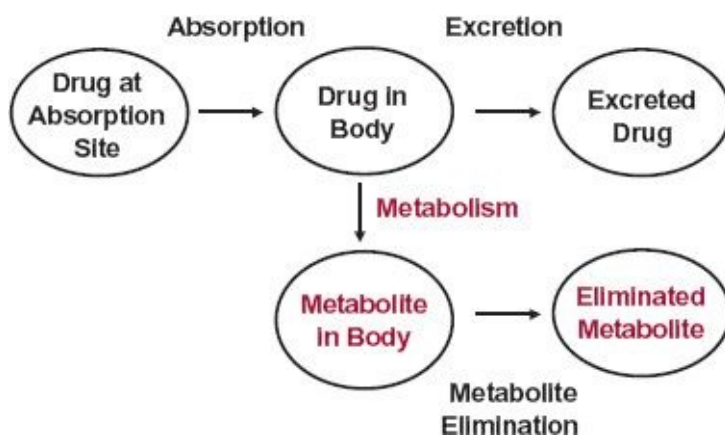 Absorption
Excretion
Drug at
Absorption
Site
Drug in
Body
Excreted
Drug
Metabolism
Metabolite
in Body
Eliminated
Metabolite
Metabolite
Elimination